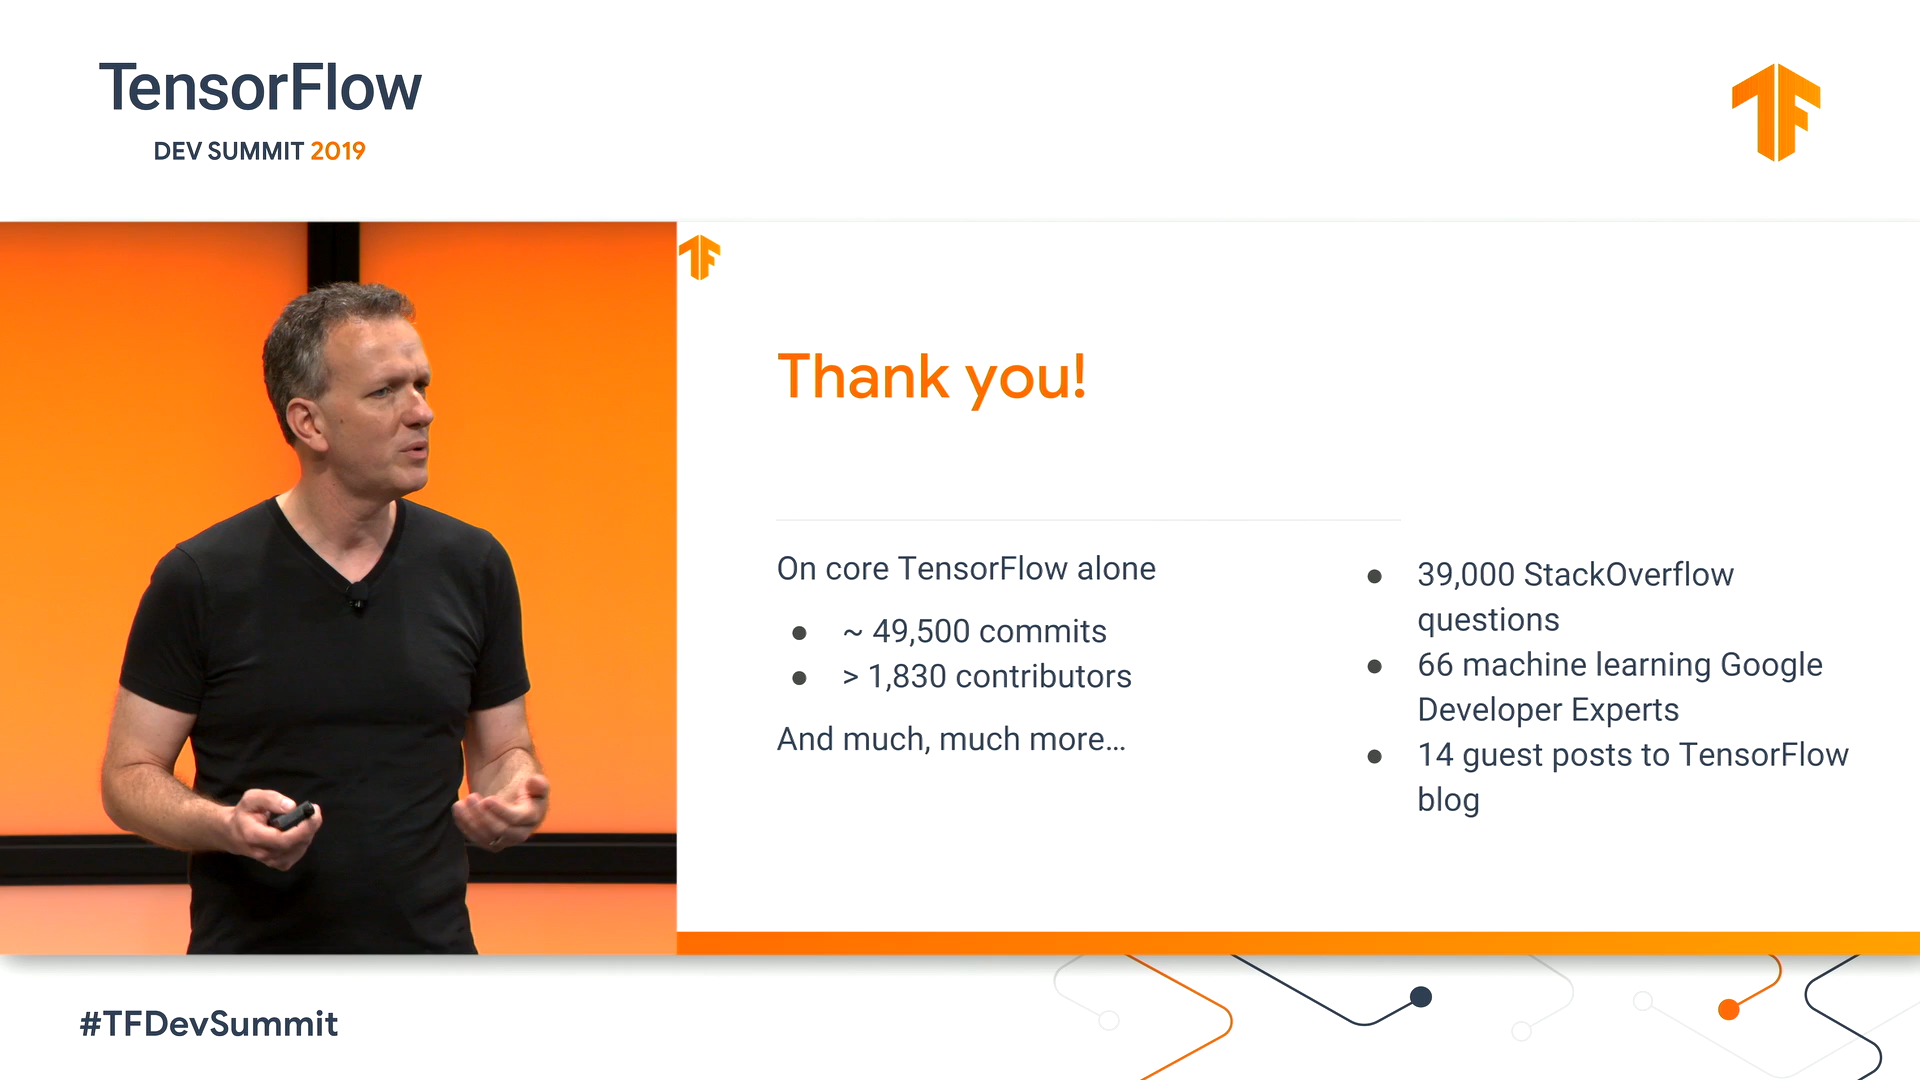 TensorFlow
DEV SUMMIT 2019
Thank you!
On core TensorFlow alone
● ~ 49,500 commits
● > 1,830 contributors
And much, much more...
● 39,000 StackOverflow
questions
● 66 machine learning Google
Developer Experts
● 14 guest posts to TensorFlow
blog
#TFDevSummit